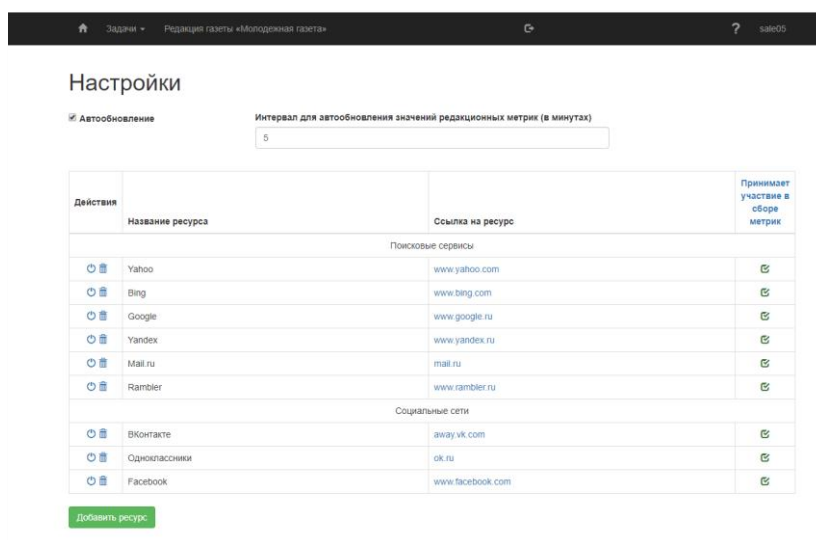 Задачи Редакция газеты «Молодежная газета» ? sale05
Настройки
Автообновление
Интервал для автообновления значений редакционных метрик (в минутах)
5
Действия Название ресурса Ссылка на ресурс Принимает участие в сборе метрик
Поисковые сервисы
Yahoo www.yahoo.com
Bing www.bing.com
Google www.google.ru
Yandex www.yandex.ru
Mail.ru mail.ru
Rambler www.rambler.ru
Социальные сети
ВКонтакте away.vk.com
Одноклассники ok.ru
Facebook www.facebook.com
Добавить ресурс